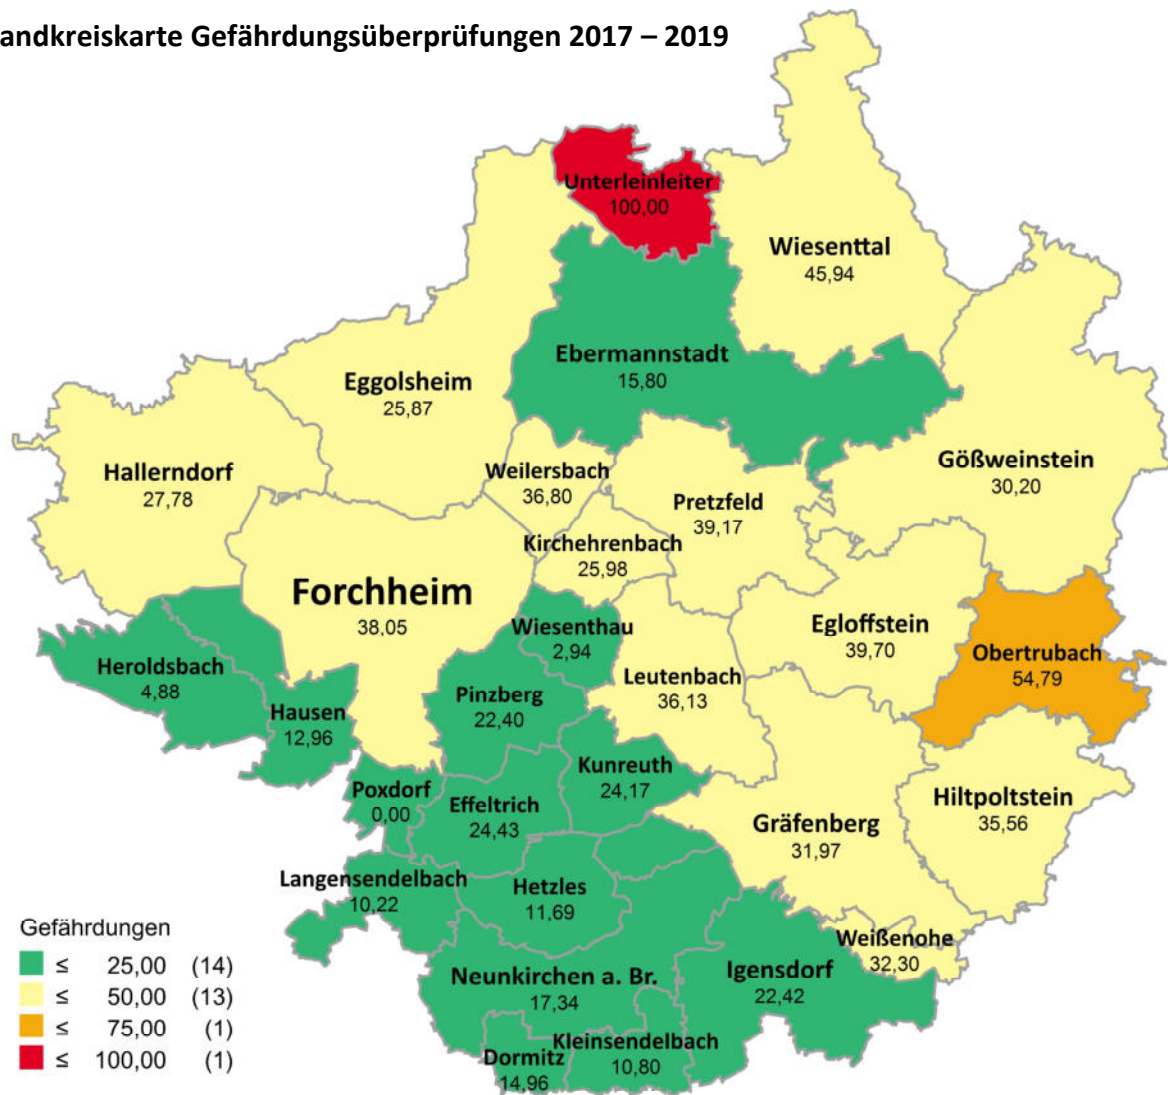 andkreiskarte Gefährdungsüberprüfungen 2017 – 2019
Unterleinleiter
100,00
Wiesenttal
45,94
Ebermannstadt
15,80
Eggolsheim
25,87
Hallerndorf
27,78
Weilersbach
36,80
Gößweinstein
30,20
Pretzfeld
39,17
Kirchehrenbach
25,98
Forchheim
38,05
Wiesenthau
2,94
Egloffstein
39,70
Obertrubach
54,79
Heroldsbach
4,88
Leutenbach
36,13
Pinzberg
22,40
Hausen
12,96
Kunreuth
24,17
Poxdorf
0,00
Effeltrich
24,43
Hiltpoltstein
35,56
Gräfenberg
31,97
Langensendelbach
10,22
Hetzles
11,69
Weißenohe
32,30
Neunkirchen a. Br.
17,34
Igensdorf
22,42
Kleinsendelbach
10,80
Dormitz
14,96
Gefährdungen
≤ 25,00 (14)
≤ 50,00 (13)
≤ 75,00 (1)
≤ 100,00 (1)